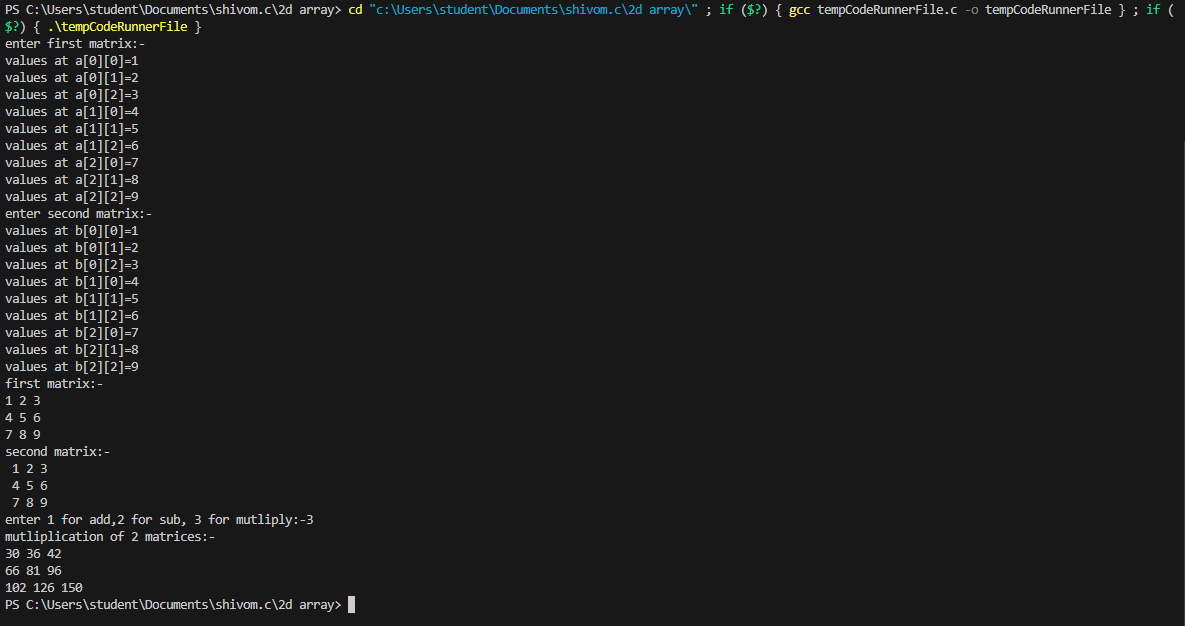 PS C:\Users\student\Documents\shivom.c\2d array> cd "c:\Users\student\Documents\shivom.c\2d array\" ; if ($?) { gcc tempCodeRunnerFile.c -o tempCodeRunnerFile } ; if (
$?) { .\tempCodeRunnerFile }
enter first matrix:-
values at a[0][0]=1
values at a[0][1]=2
values at a[0][2]=3
values at a[1][0]=4
values at a[1][1]=5
values at a[1][2]=6
values at a[2][0]=7
values at a[2][1]=8
values at a[2][2]=9
enter second matrix:-
values at b[0][0]=1
values at b[0][1]=2
values at b[0][2]=3
values at b[1][0]=4
values at b[1][1]=5
values at b[1][2]=6
values at b[2][0]=7
values at b[2][1]=8
values at b[2][2]=9
first matrix:-
1 2 3
4 5 6
7 8 9
second matrix:-
 1 2 3
 4 5 6
 7 8 9
enter 1 for add,2 for sub, 3 for mutliply:-3
mutliplication of 2 matrices:-
30 36 42
66 81 96
102 126 150
PS C:\Users\student\Documents\shivom.c\2d array>